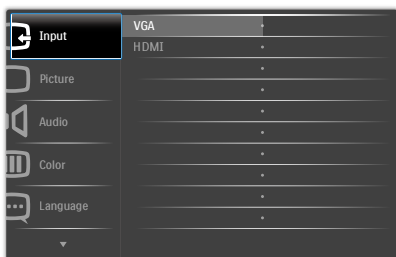 Input
VGA
HDMI
Picture
Audio
Color
Language